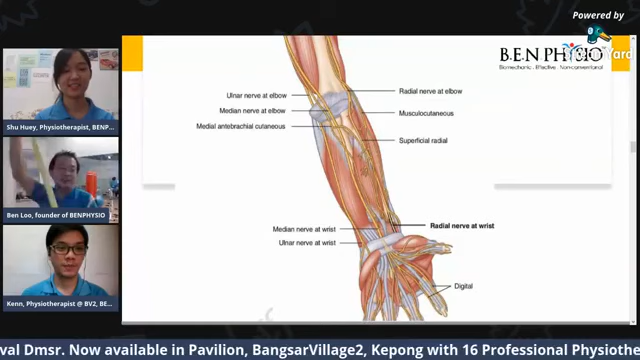 Powered by
B.E.N PHYSIO
Biomechanic . Effective . Nonconventional
Yard
Ulnar nerve at elbow
Median nerve at elbow
Medial antebrachial cutaneous
Radial nerve at elbow
Musculocutaneous
Superficial radial
Median nerve at wrist
Ulnar nerve at wrist
Radial nerve at wrist
Digital
Shu Huey, Physiotherapist, BENP...
Ben Loo, founder of BENPHYSIO
Kenn, Physiotherapist @ BV2, BE...
val Dmsr. Now available in Pavilion, BangsarVillage2, Kepong with 16 Professional Physiothe